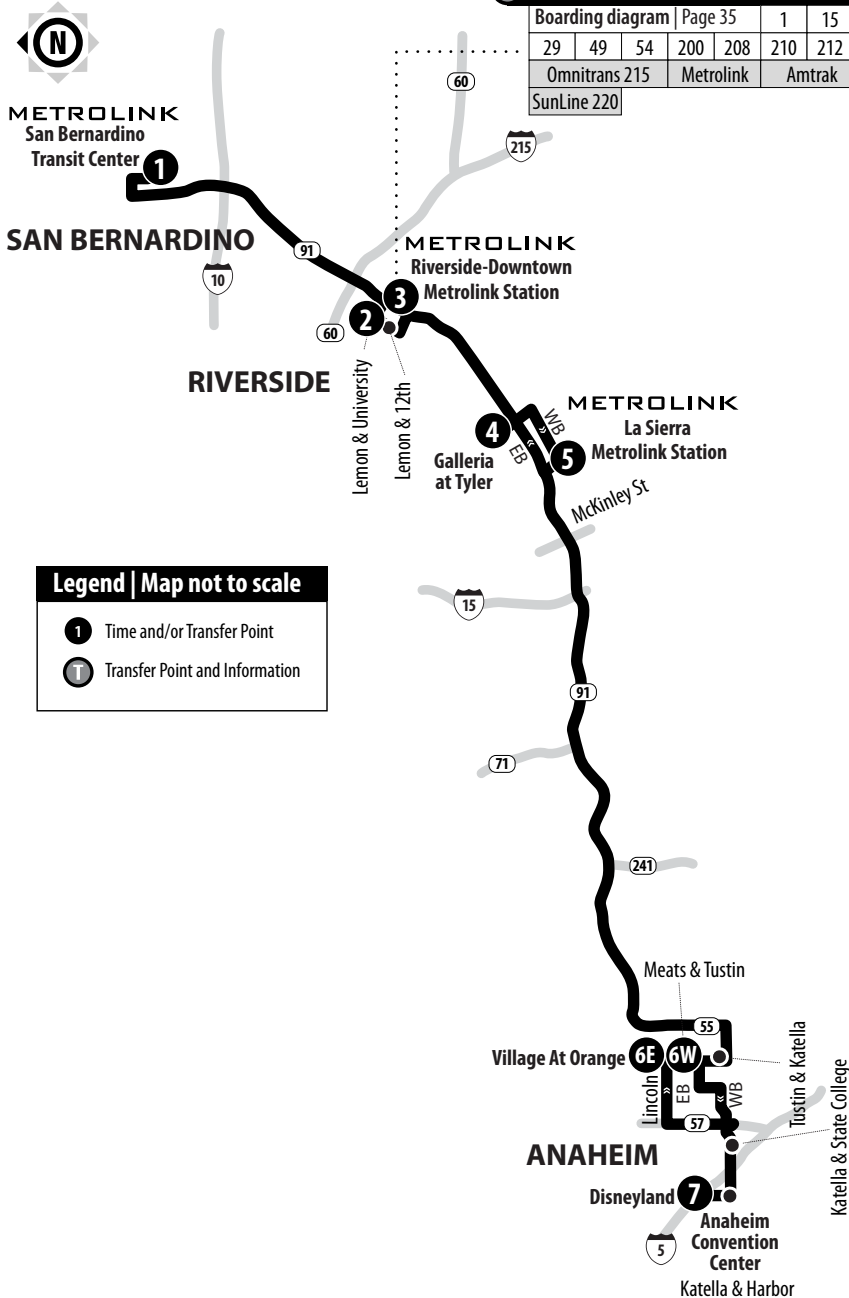 Boarding diagram | Page 35 1 15
29 49 54 200 208 210 212
Omnitrans 215 Metrolink Amtrak
SunLine 220
N
METROLINK
San Bernardino
Transit Center
1
SAN BERNARDINO
60
215
91
10
METROLINK
Riverside-Downtown
Metrolink Station
3
2
60
RIVERSIDE
Lemon & University
Lemon & 12th
METROLINK
La Sierra
Metrolink Station
4
5
WB
EB
Galleria
at Tyler
McKinley St
Legend | Map not to scale
1 Time and/or Transfer Point
T Transfer Point and Information
15
91
71
241
Meats & Tustin
55
Village At Orange
6E
6W
Lincoln
EB
WB
Tustin & Katella
Katella & State College
57
ANAHEIM
Disneyland
7
5
Anaheim
Convention
Center
Katella & Harbor